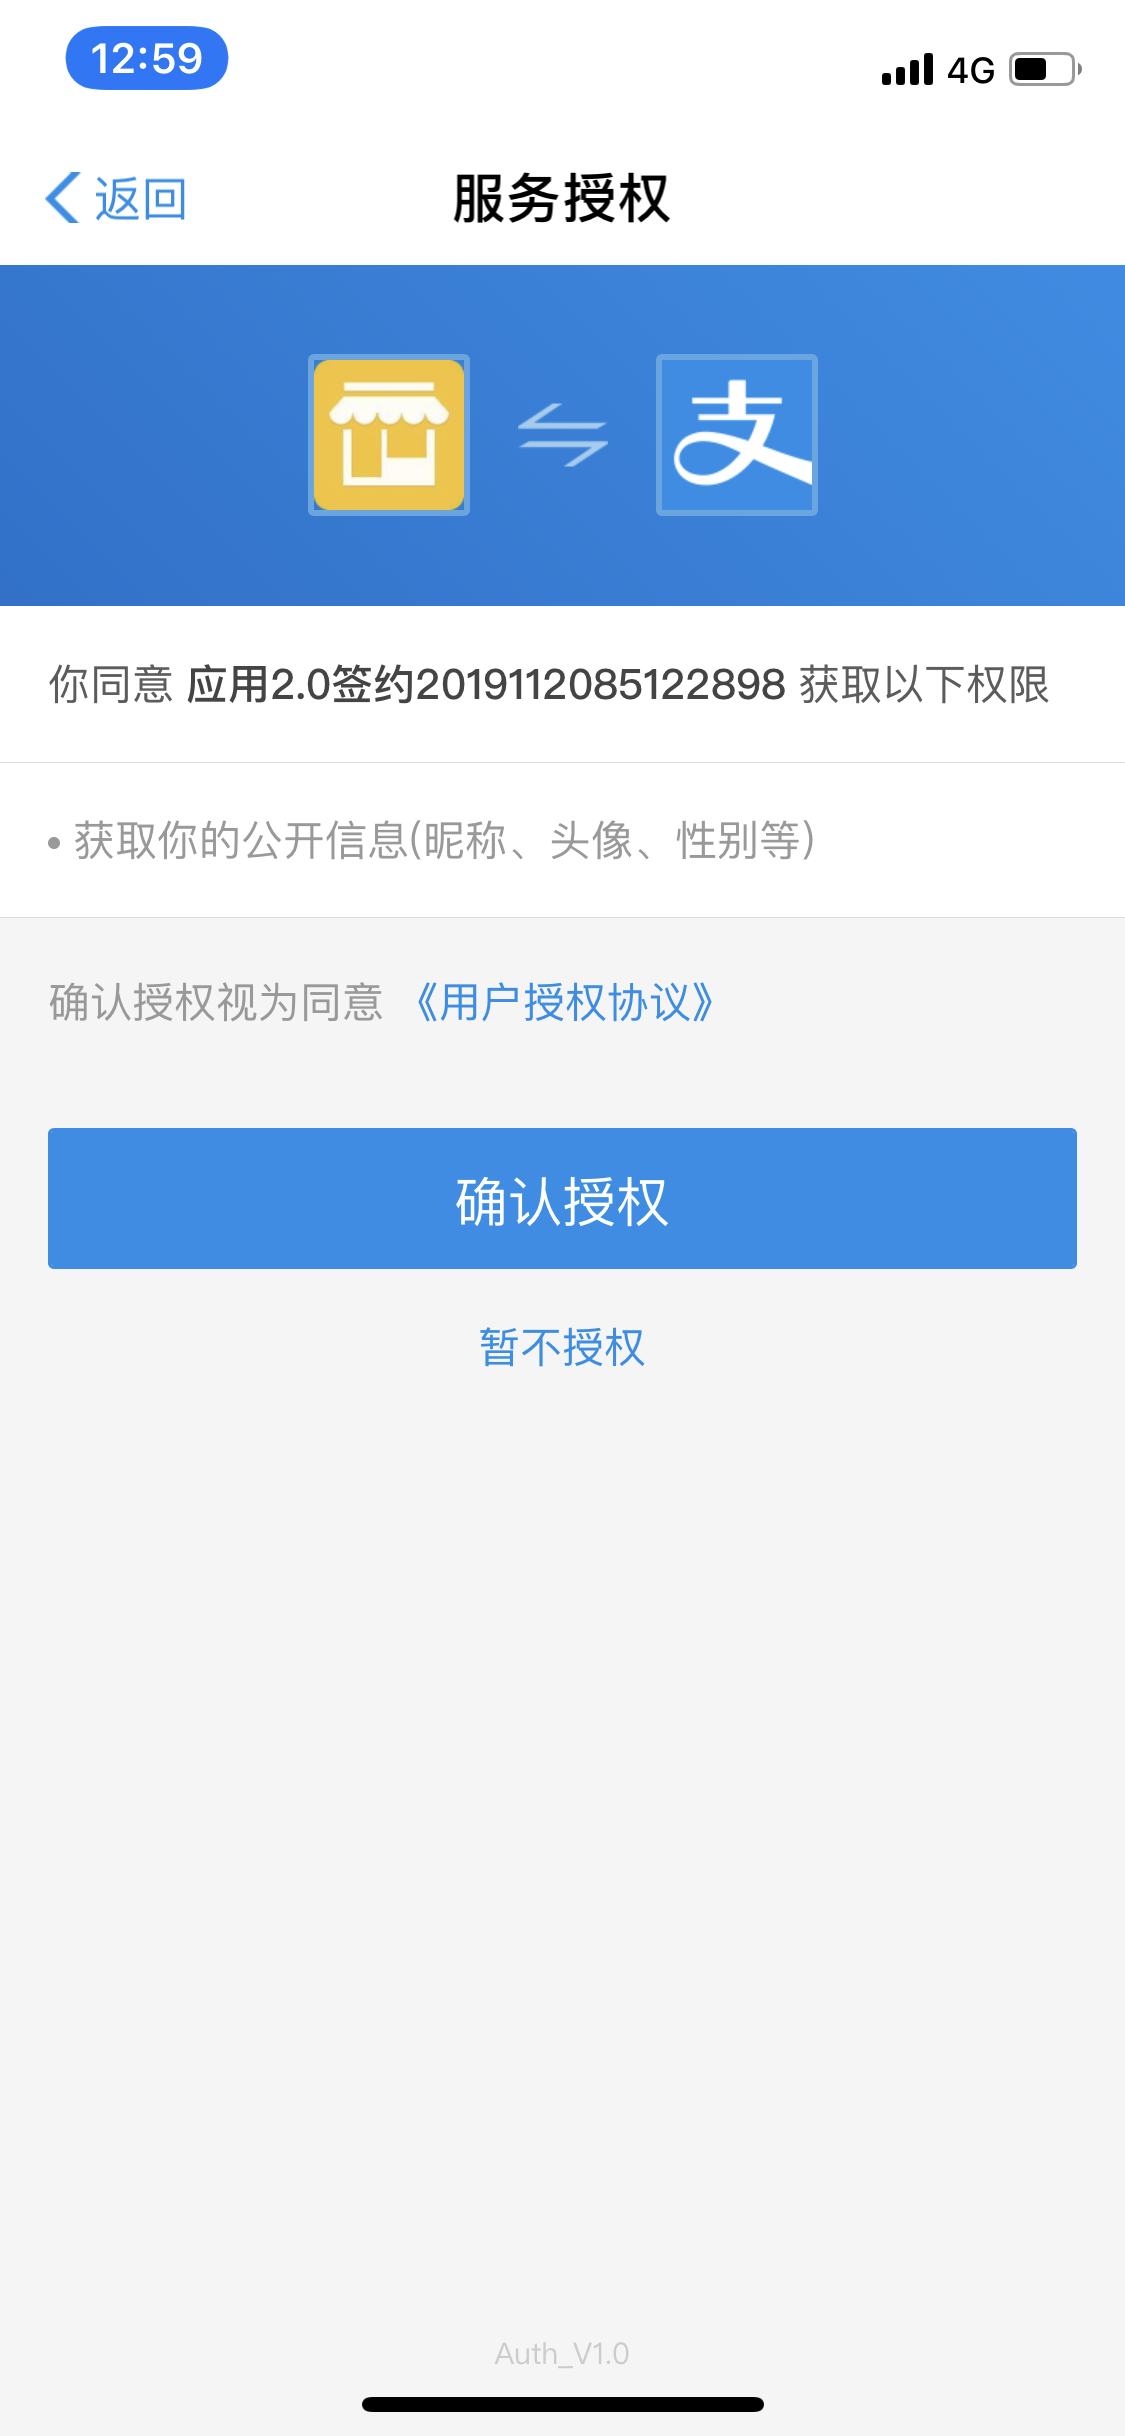 12:59
4G
返回
服务授权
支
你同意 应用2.0签约2019112085122898 获取以下权限
• 获取你的公开信息(昵称、头像、性别等)
确认授权视为同意 《用户授权协议》
确认授权
暂不授权
Auth_V1.0